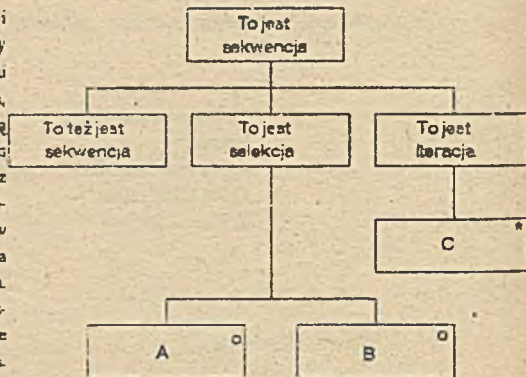 To jest
sekwencja
To też jest
sekwencja
To jest
selekcja
To jest
iteracja
C *
A o
B o